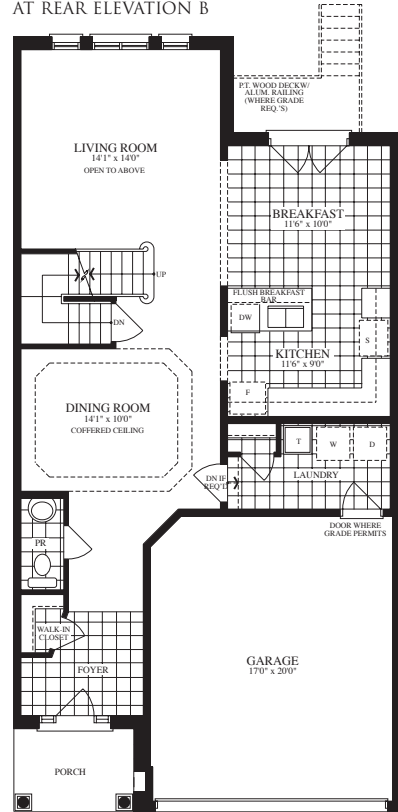 AT REAR ELEVATION B
P.T. WOOD DECK W/
ALUM. RAILING
(WHERE GRADE
REQ.'S)
LIVING ROOM
14'1" x 14'0"
OPEN TO ABOVE
BREAKFAST
11'6" x 10'0"
UP
FLUSH BREAKFAST
BAR
DW
DN
S
KITCHEN
11'6" x 9'0"
F
DINING ROOM
14'1" x 10'0"
COFFERED CEILING
T
W
D
LAUNDRY
DN IF
REQ'D
DOOR WHERE
GRADE PERMITS
PR
WALK-IN
CLOSET
FOYER
GARAGE
17'0" x 20'0"
PORCH